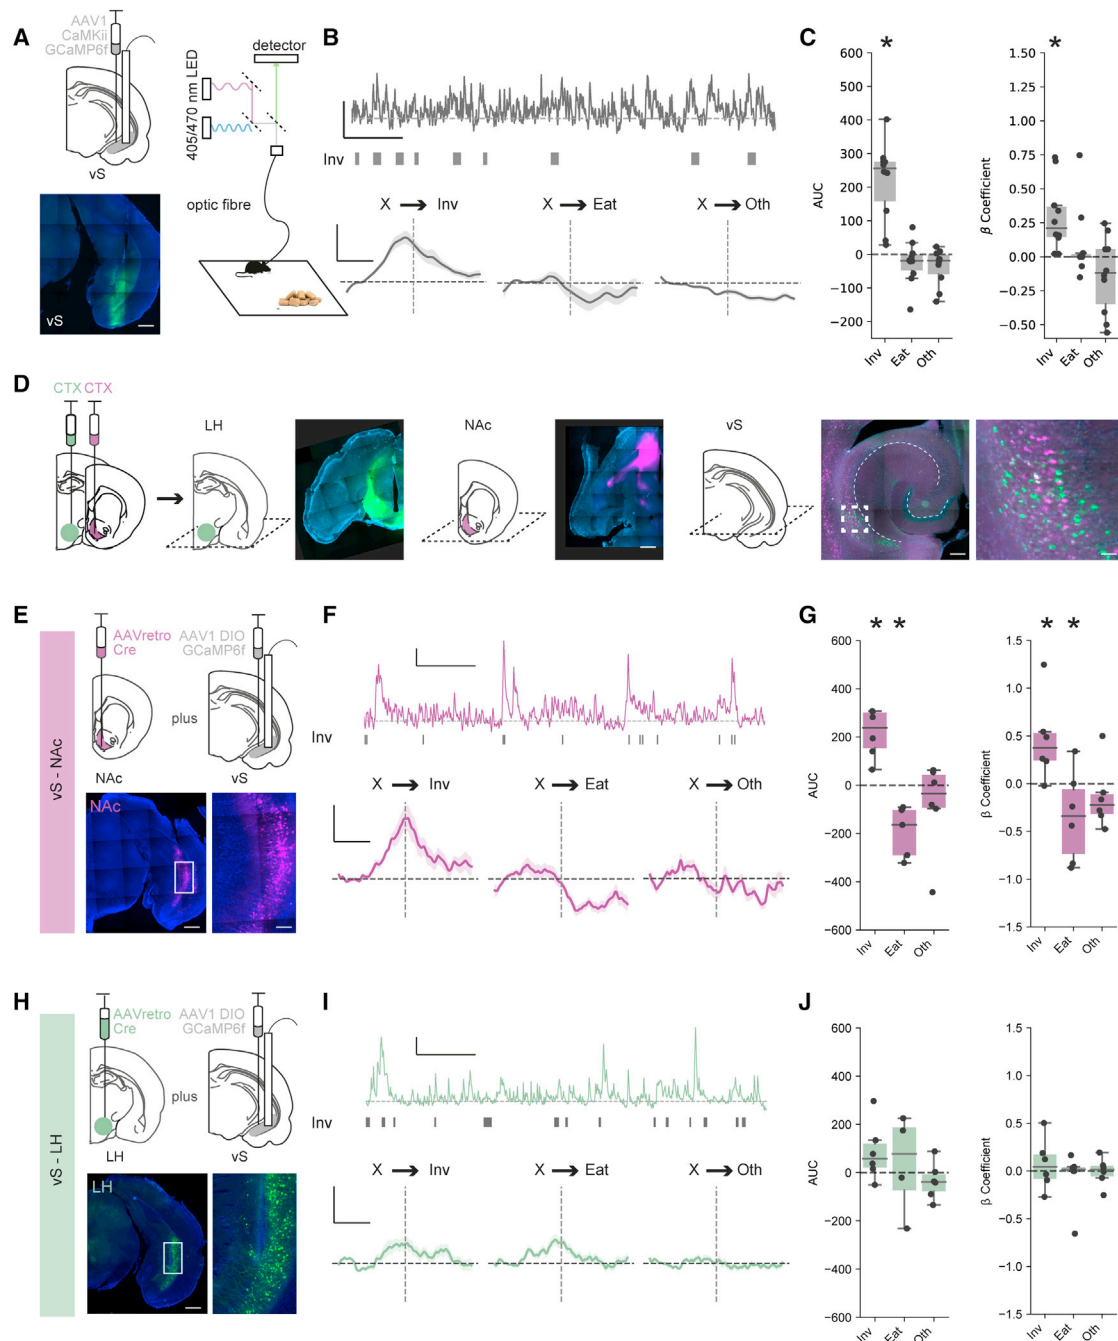 A
AAV1
CaMKii
GCaMP6f
vS
vS
405/470 nm LED
detector
optic fibre
B
Inv
X → Inv
X → Eat
X → Oth
C
*
600
500
400
300
200
100
0
−100
−200
AUC
Inv
Eat
Oth
*
1.50
1.25
1.00
0.75
0.50
0.25
0.00
−0.25
−0.50
β Coefficient
Inv
Eat
Oth
D
CTX CTX
LH
NAc
vS
E
vS - NAc
AAVretro
Cre
AAV1 DIO
GCaMP6f
plus
NAc
vS
NAc
F
Inv
X → Inv
X → Eat
X → Oth
G
* *
600
400
200
0
−200
−400
−600
AUC
Inv
Eat
Oth
* *
1.5
1.0
0.5
0.0
−0.5
−1.0
−1.5
β Coefficient
Inv
Eat
Oth
H
vS - LH
AAVretro
Cre
AAV1 DIO
GCaMP6f
plus
LH
vS
LH
I
Inv
X → Inv
X → Eat
X → Oth
J
600
400
200
0
−200
−400
−600
AUC
Inv
Eat
Oth
1.5
1.0
0.5
0.0
−0.5
−1.0
−1.5
β Coefficient
Inv
Eat
Oth